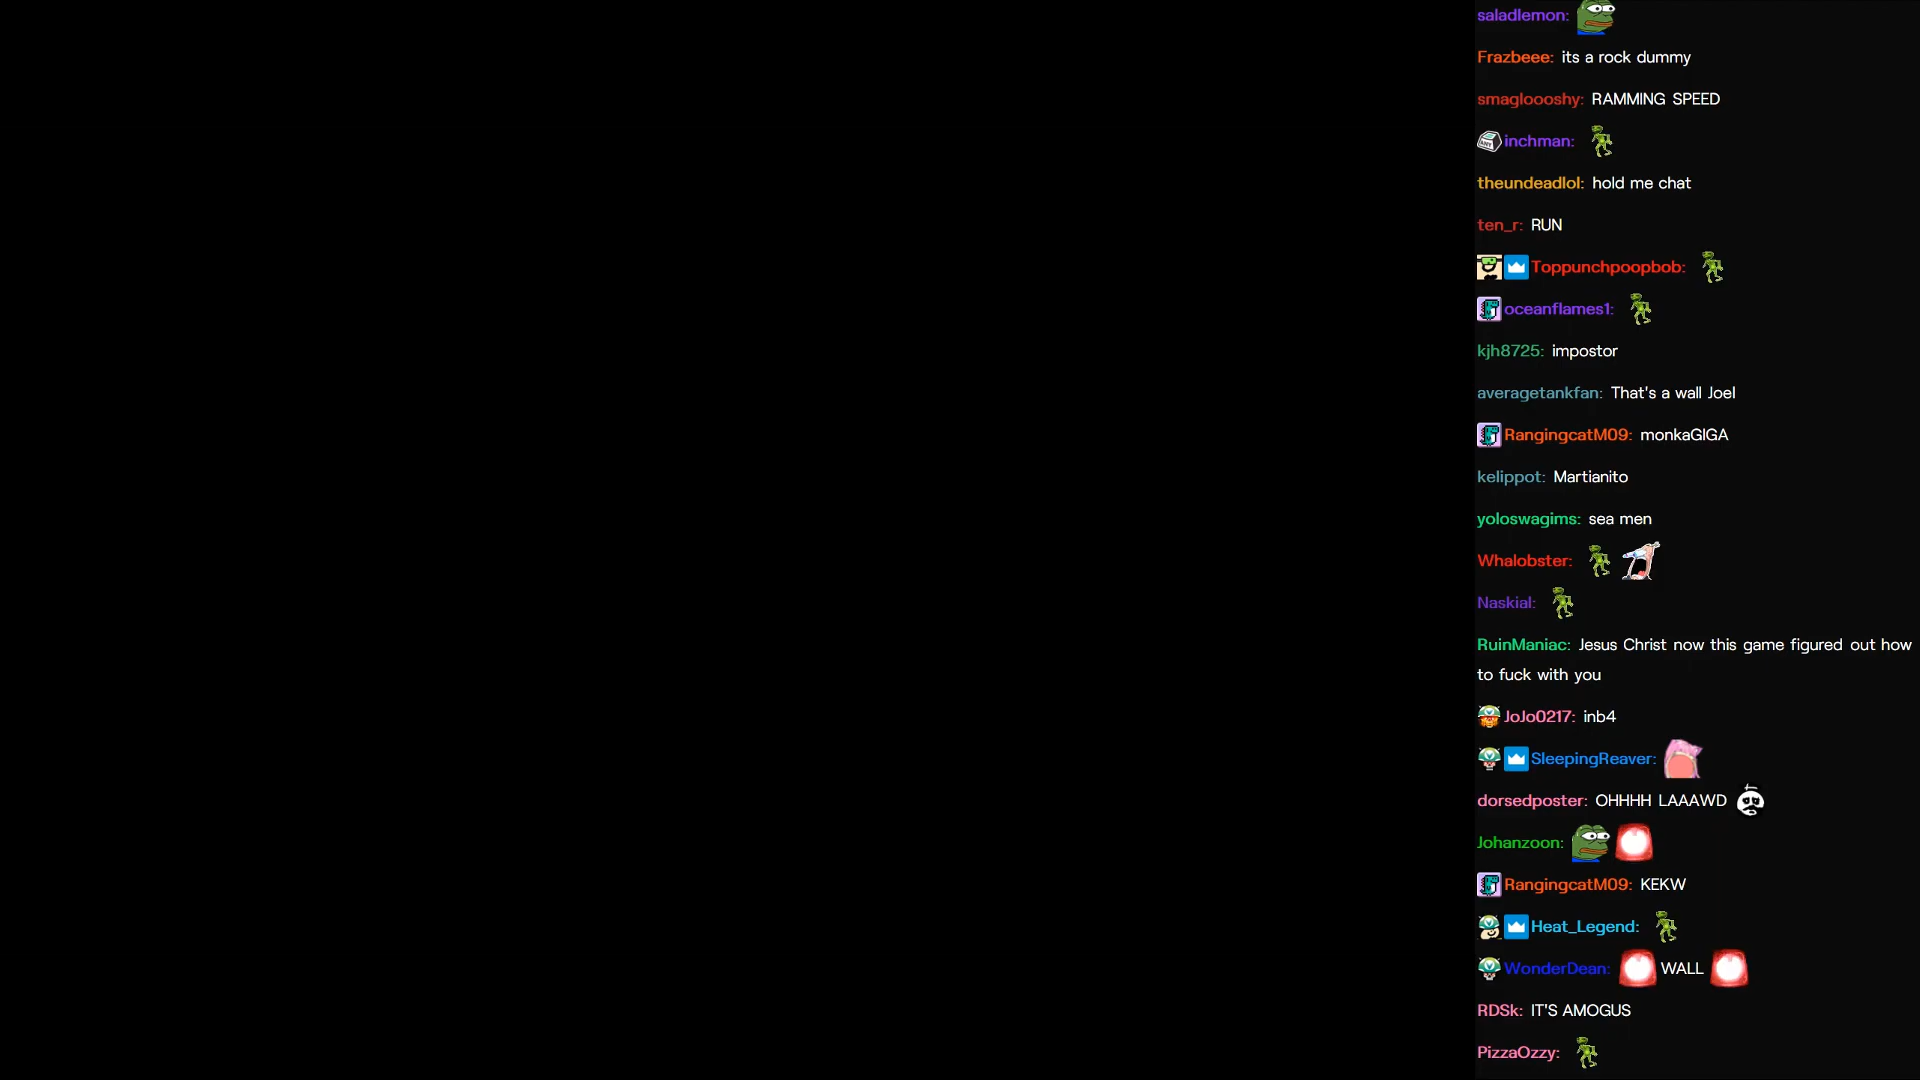 saladlemon:
Frazbeee: its a rock dummy
smagloooshy: RAMMING SPEED
inchman:
theundeadlol: hold me chat
ten_r: RUN
Toppunchpoopbob:
oceanflames1:
kjh8725: impostor
averagetankfan: That's a wall Joel
RangingcatM09: monkaGIGA
kelippot: Martianito
yoloswagims: sea men
Whalobster:
Naskial:
RuinManiac: Jesus Christ now this game figured out how
to fuck with you
JoJo0217: inb4
SleepingReaver:
dorsedposter: OHHHH LAAAWD
Johanzoon:
RangingcatM09: KEKW
Heat_Legend:
WonderDean: WALL
RDSk: IT'S AMOGUS
PizzaOzzy: